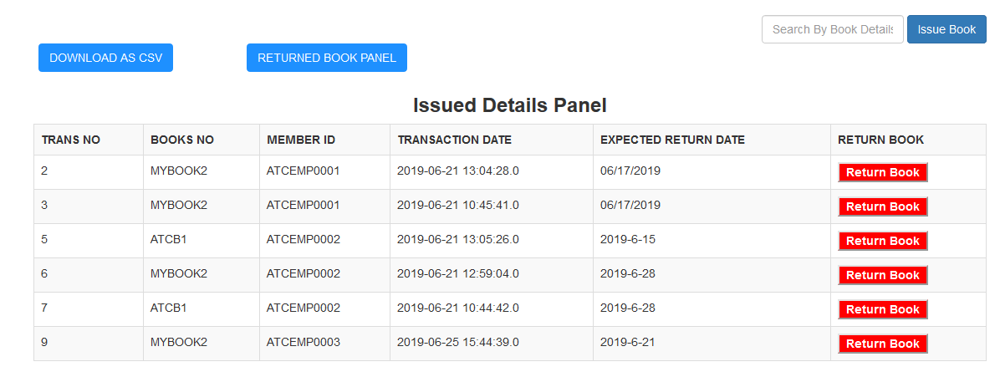 Search By Book Details Issue Book
DOWNLOAD AS CSV RETURNED BOOK PANEL
Issued Details Panel
TRANS NO BOOKS NO MEMBER ID TRANSACTION DATE EXPECTED RETURN DATE RETURN BOOK
2 MYBOOK2 ATCEMP0001 2019-06-21 13:04:28.0 06/17/2019 Return Book
3 MYBOOK2 ATCEMP0001 2019-06-21 10:45:41.0 06/17/2019 Return Book
5 ATCB1 ATCEMP0002 2019-06-21 13:05:26.0 2019-6-15 Return Book
6 MYBOOK2 ATCEMP0002 2019-06-21 12:59:04.0 2019-6-28 Return Book
7 ATCB1 ATCEMP0002 2019-06-21 10:44:42.0 2019-6-28 Return Book
9 MYBOOK2 ATCEMP0003 2019-06-25 15:44:39.0 2019-6-21 Return Book